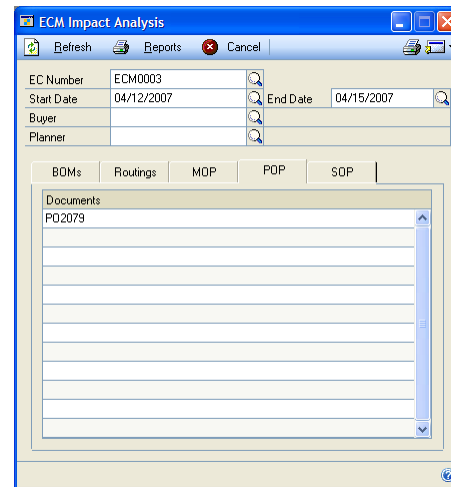 ECM Impact Analysis
Refresh Reports Cancel
EC Number ECM0003
Start Date 04/12/2007 End Date 04/15/2007
Buyer
Planner
BOMs Routings MOP POP SOP
Documents
PO2079